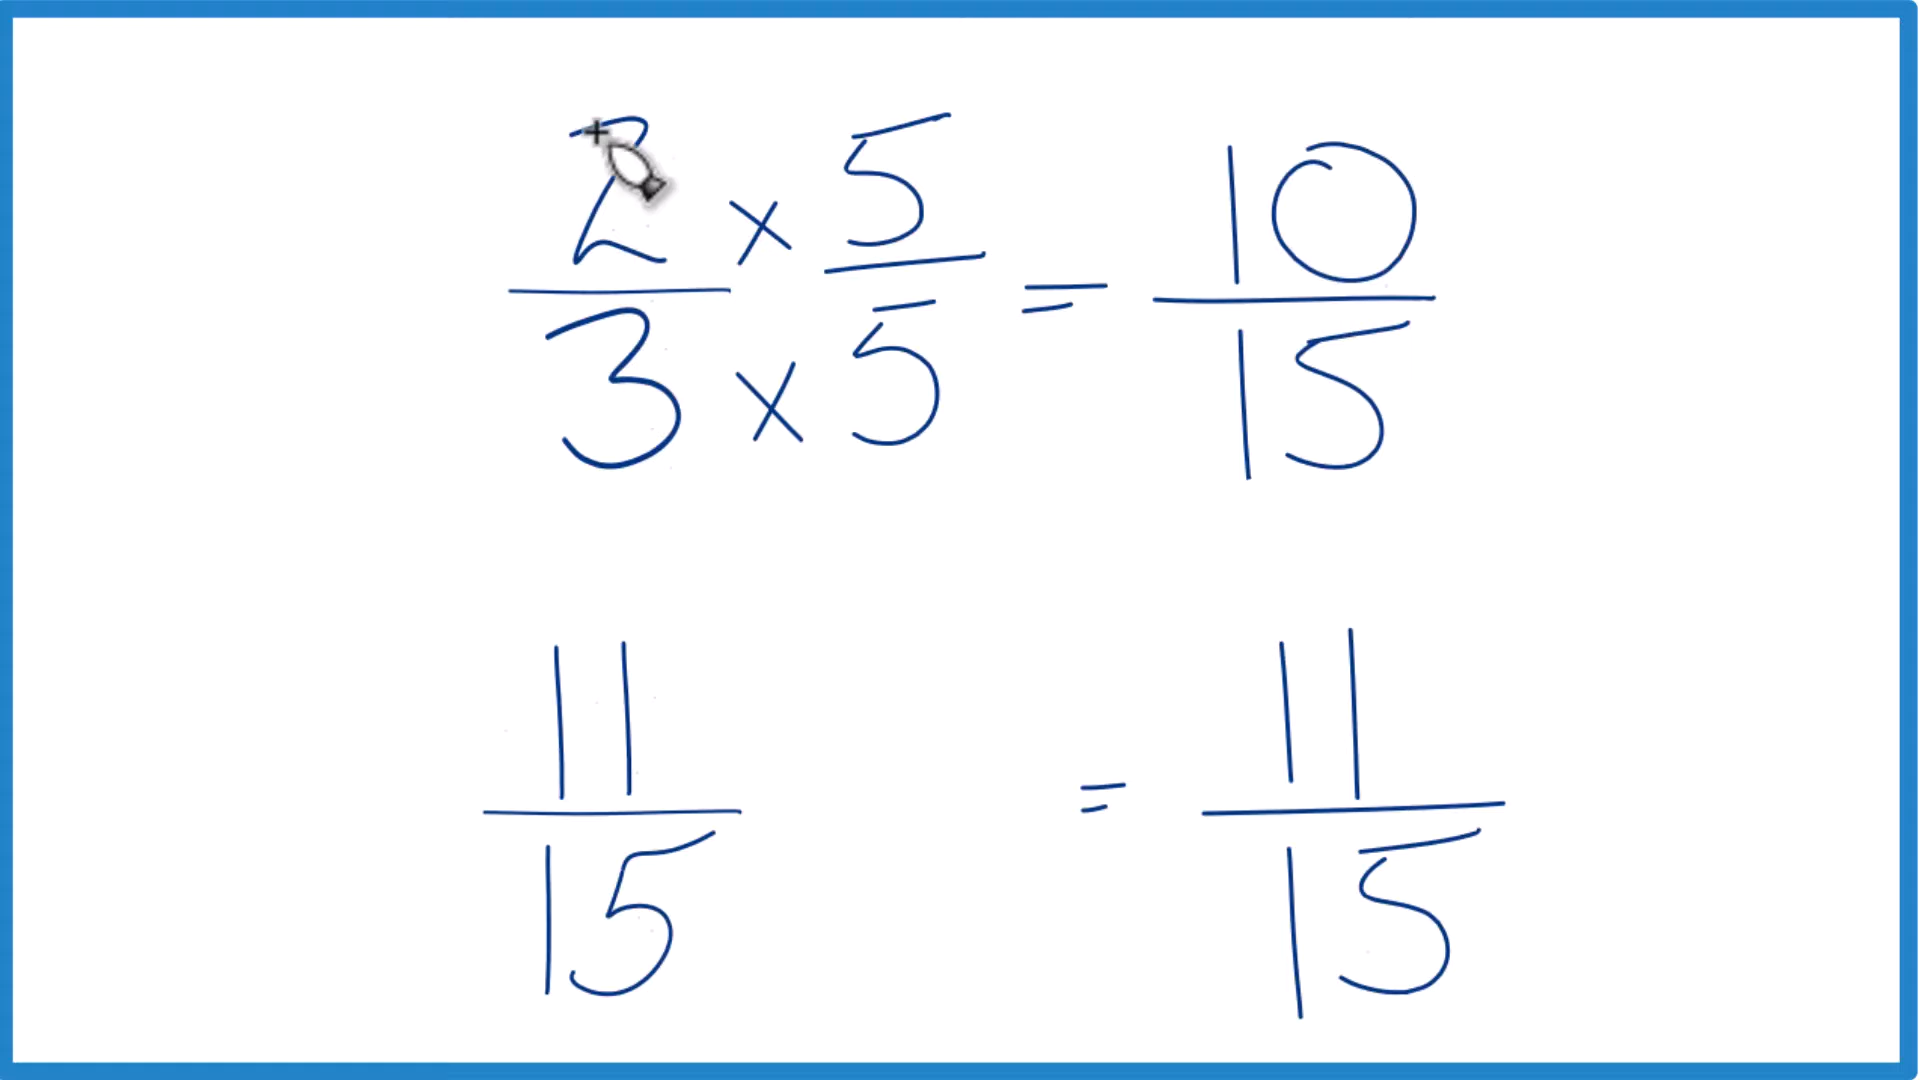 2/3 × 5/5 = 10/15
11/15 = 11/15